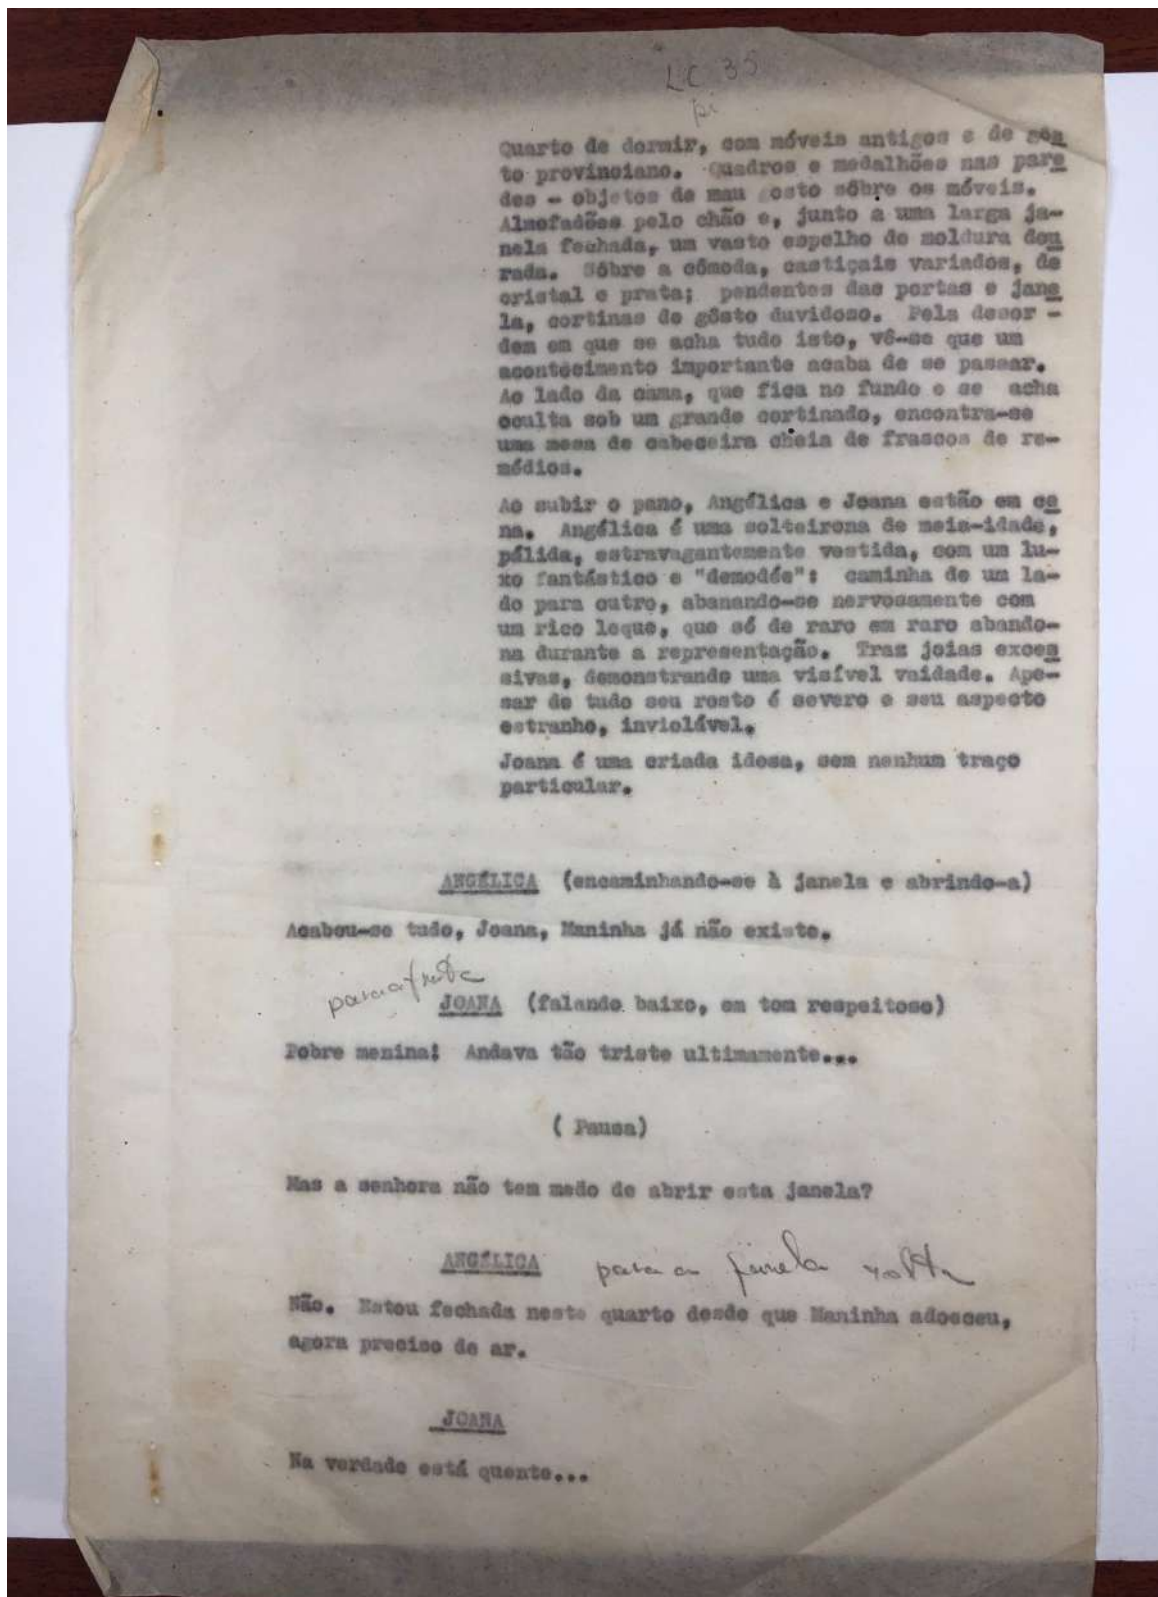 LC 35
pi
Quarto de dormir, com móveis antigos e de gôs
to provinciano. Quadros e medalhões nas pare
des - objetos de mau gosto sôbre os móveis.
Almofadões pelo chão e, junto a uma larga ja-
nela fechada, um vasto espelho de moldura dou
rada. Sôbre a cômoda, castiçais variados, de
cristal e prata; pendentes das portas e jane
la, cortinas de gôsto duvidoso. Pela desor -
dem em que se acha tudo isto, vê-se que um
acontecimento importante acaba de se passar.
Ao lado da cama, que fica no fundo e se acha
oculta sob um grande cortinado, encontra-se
uma mesa de cabeceira cheia de frascos de re-
médios.
Ao subir o pano, Angélica e Joana estão em ce
na. Angélica é uma solteirona de meia-idade,
pálida, estravagantemente vestida, com um lu-
xo fantástico e "demodée": caminha de um la-
do para outro, abanando-se nervosamente com
um rico leque, que só de raro em raro abando-
na durante a representação. Traz joias exces
sivas, demonstrando uma visível vaidade. Ape-
sar de tudo seu rosto é severo e seu aspecto
estranho, inviolável.
Joana é uma criada idosa, sem nenhum traço
particular.
ANGÉLICA (encaminhando-se à janela e abrindo-a)
Acabou-se tudo, Joana, Maninha já não existe.
para a frente
JOANA (falando baixo, em tom respeitoso)
Pobre menina! Andava tão triste ultimamente...
( Pausa)
Mas a senhora não tem medo de abrir esta janela?
ANGÉLICA para a janela volta
Não. Estou fechada neste quarto desde que Maninha adoeceu,
agora preciso de ar.
JOANA
Na verdade está quente...